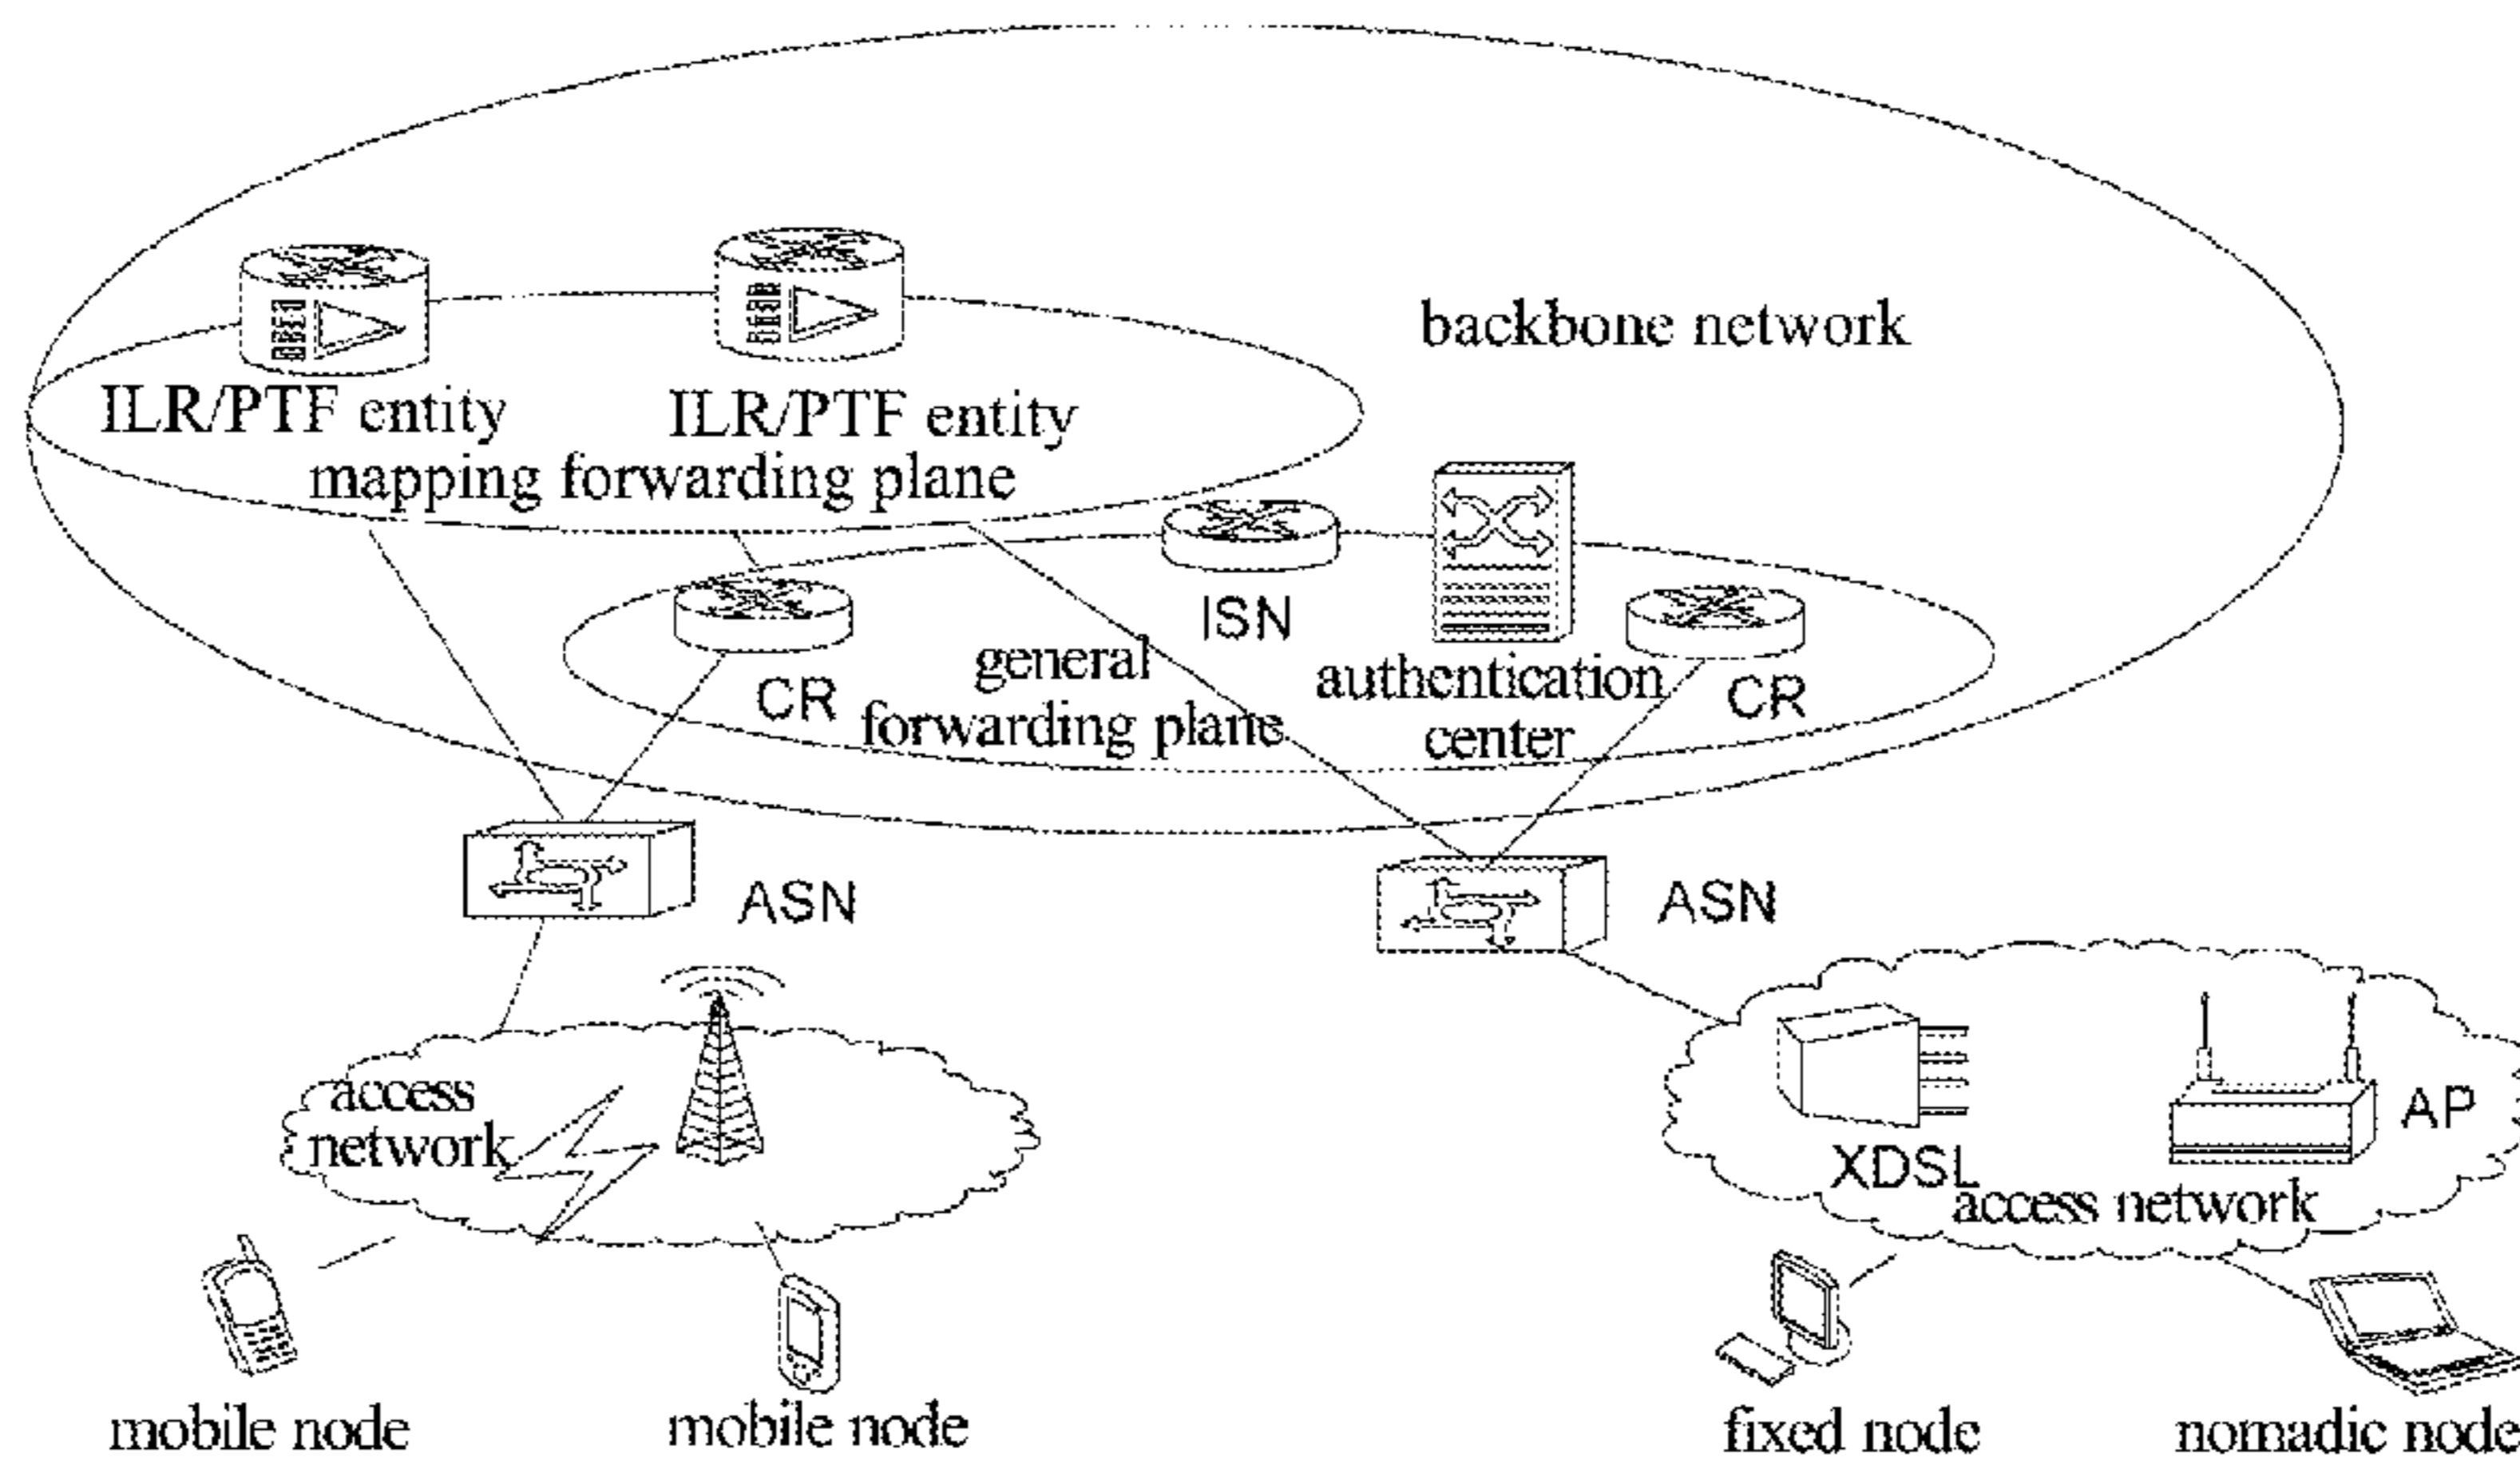 backbone network
ILR/PTF entity
ILR/PTF entity
mapping forwarding plane
ISN
general
forwarding plane
CR
authentication
center
CR
ASN
ASN
access
network
XDSL
AP
access network
mobile node
mobile node
fixed node
nomadic node